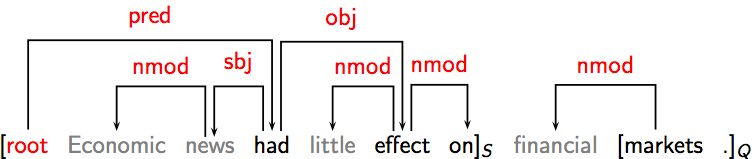 pred obj
nmod sbj nmod nmod nmod
[root Economic news had little effect on]S financial [markets .]Q